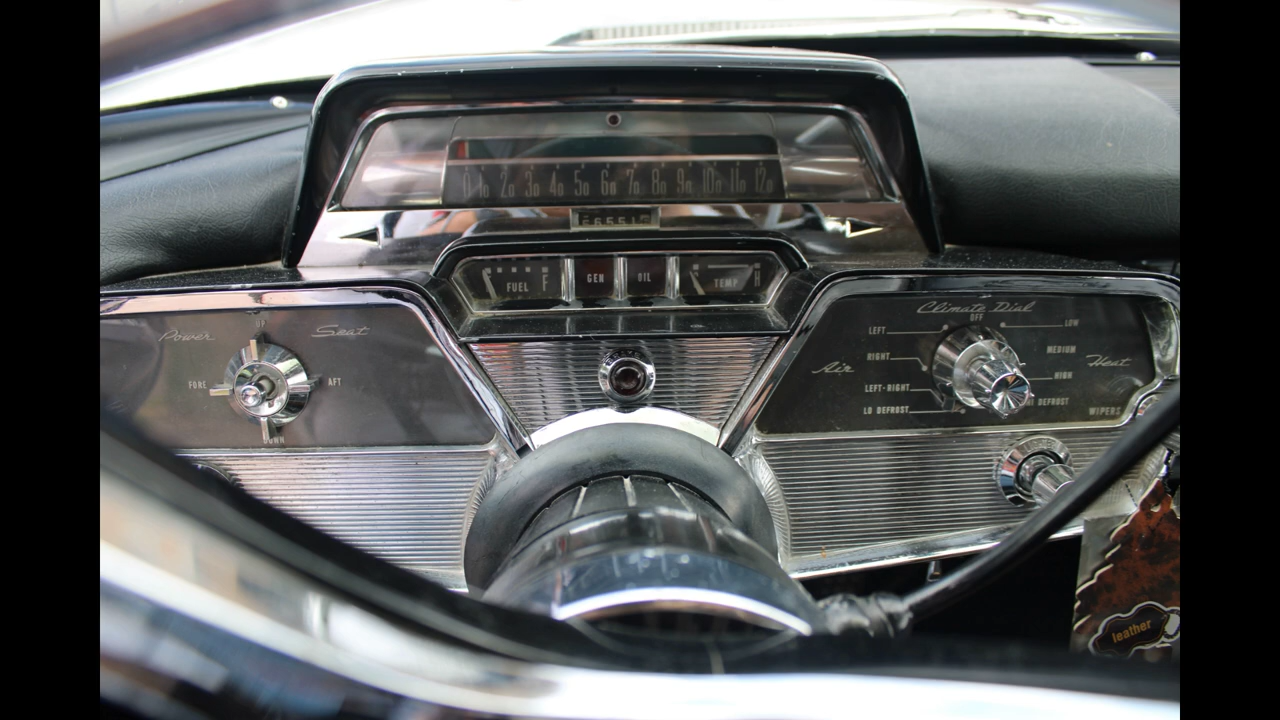 0 10 20 30 40 50 60 70 80 90 100 110 120
FUEL F
GEN
OIL
TEMP H
Power Seat
UP
FORE AFT
DOWN
Climate Dial
OFF
LEFT LOW
RIGHT MEDIUM
Air Heat
HIGH
LEFT-RIGHT
DEFROST
LO DEFROST
WIPERS
leather